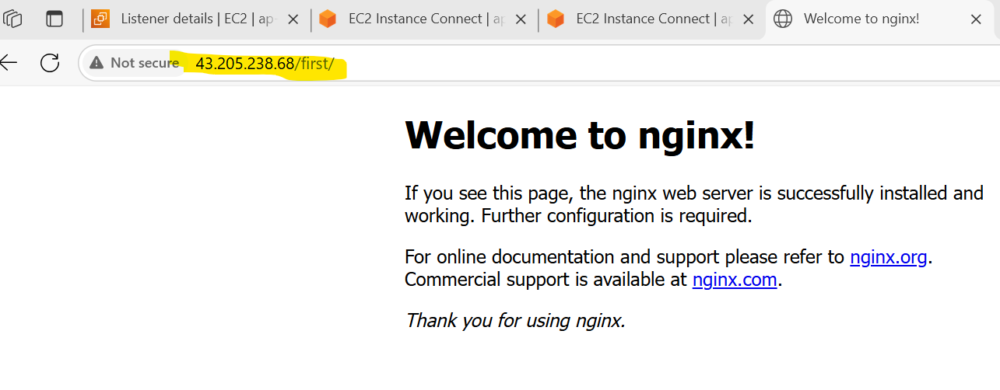 Listener details | EC2 | ap-
EC2 Instance Connect | ap
EC2 Instance Connect | ap
Welcome to nginx!
Not secure 43.205.238.68/first/
Welcome to nginx!
If you see this page, the nginx web server is successfully installed and
working. Further configuration is required.
For online documentation and support please refer to nginx.org.
Commercial support is available at nginx.com.
Thank you for using nginx.